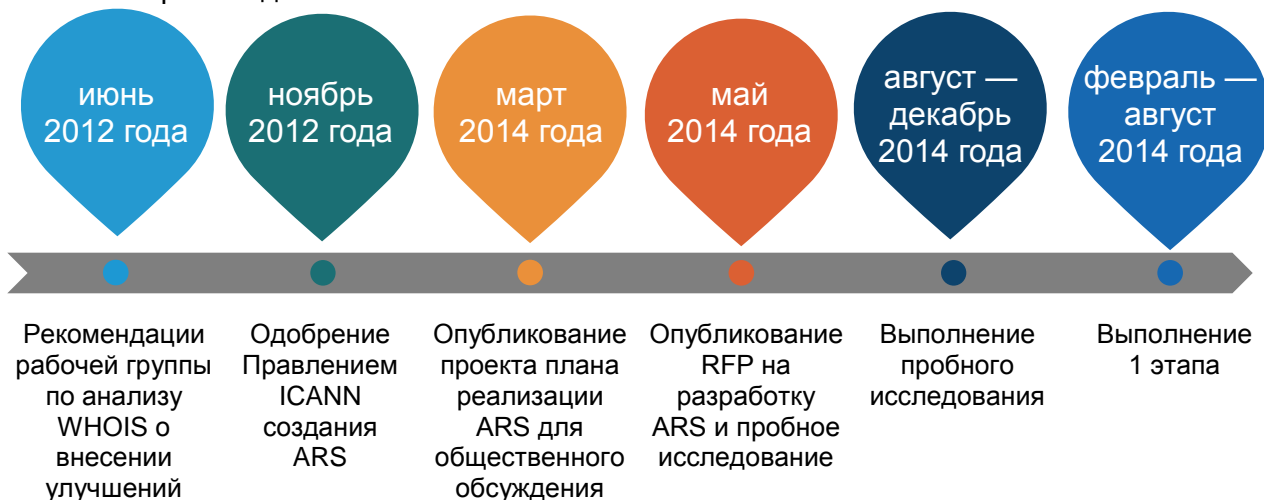 июнь
2012 года
ноябрь
2012 года
март
2014 года
май
2014 года
август —
декабрь
2014 года
февраль —
август
2014 года
Рекомендации
рабочей группы
по анализу
WHOIS о
внесении
улучшений
Одобрение
Правлением
ICANN
создания
ARS
Опубликование
проекта плана
реализации
ARS для
общественного
обсуждения
Опубликование
RFP на
разработку
ARS и пробное
исследование
Выполнение
пробного
исследования
Выполнение
1 этапа